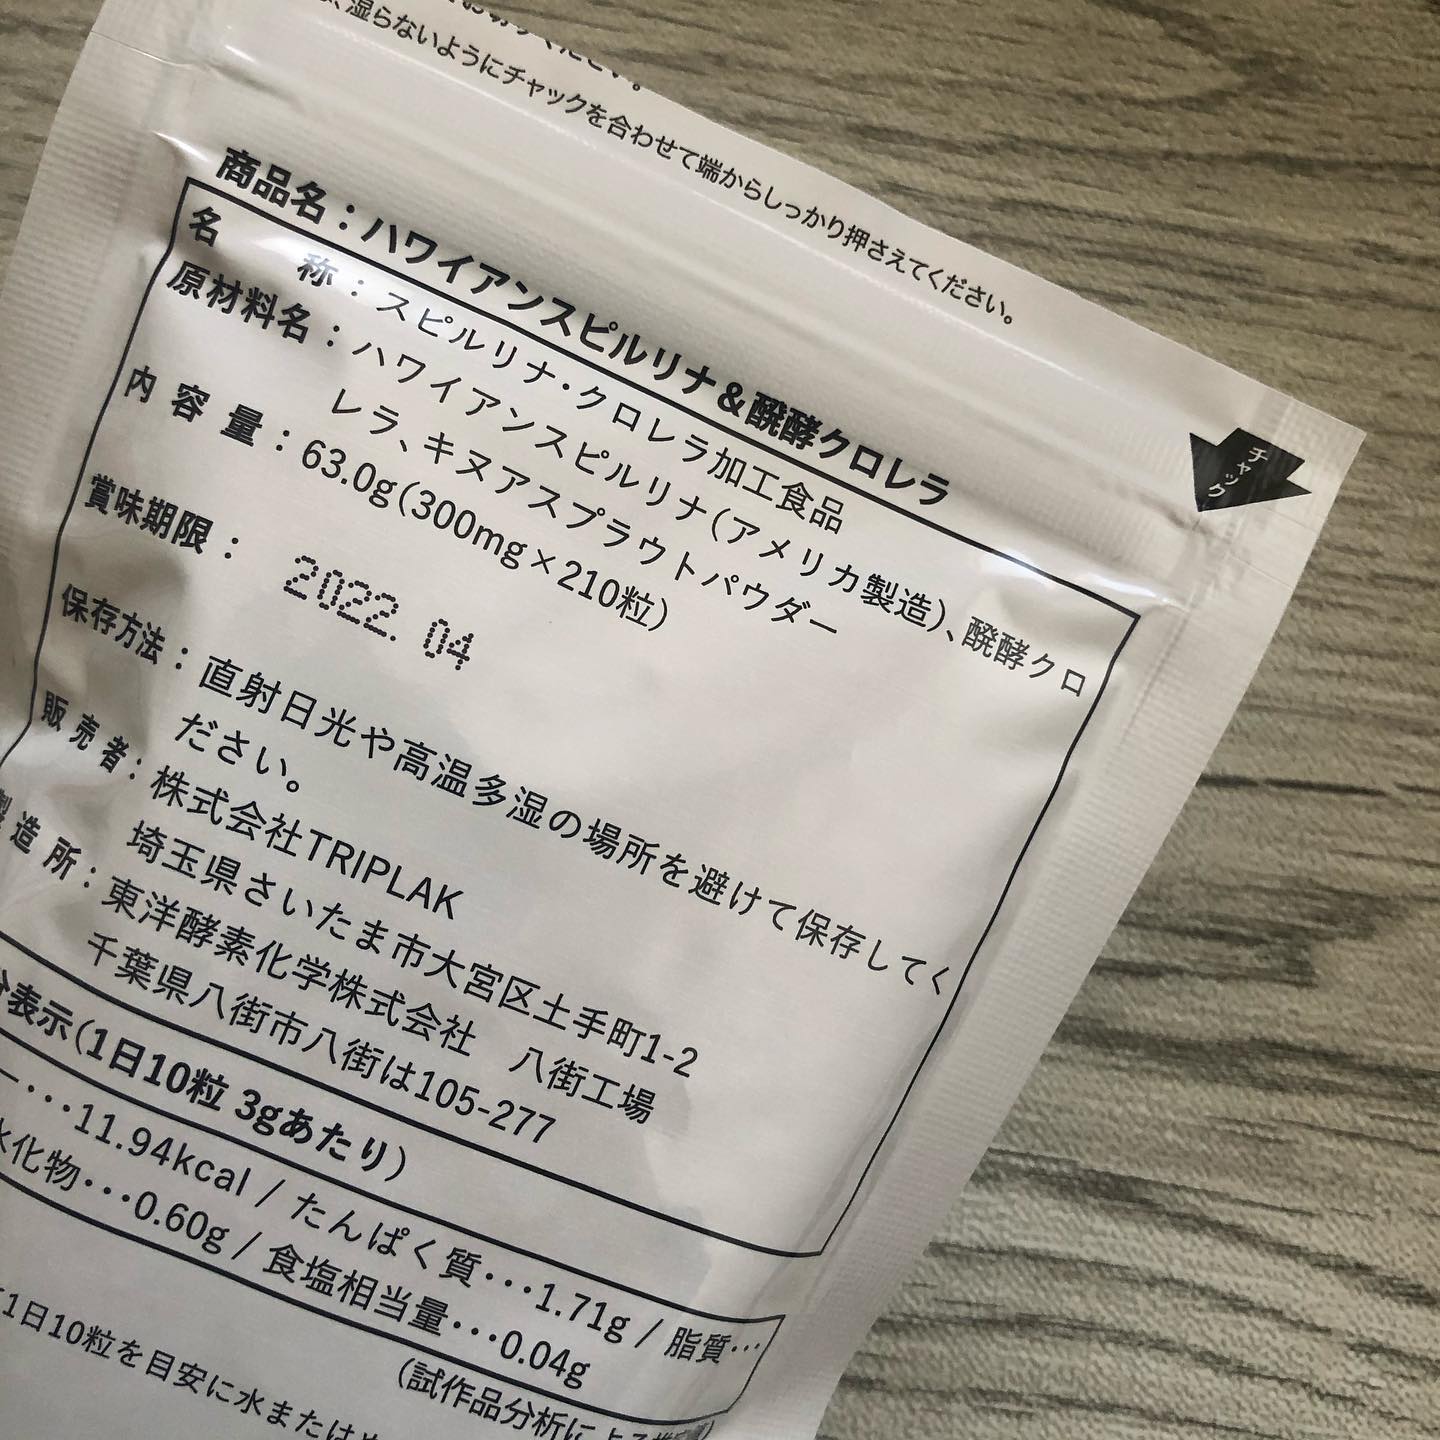 湿らないようにチャックを合わせて端からしっかり押さえてください。
チャック
商品名：ハワイアンスピルリナ＆醗酵クロレラ
名称：スピルリナ・クロレラ加工食品
原材料名：ハワイアンスピルリナ（アメリカ製造）、醗酵クロ
レラ、キヌアスプラウトパウダー
内容量：63.0g（300mg×210粒）
賞味期限：2022.04
保存方法：直射日光や高温多湿の場所を避けて保存してく
ださい。
販売者：株式会社TRIPLAK
埼玉県さいたま市大宮区土手町1-2
製造所：東洋酵素化学株式会社　八街工場
千葉県八街市八街は105-277
分表示（1日10粒 3gあたり）
ー・・・11.94kcal / たんぱく質・・・1.71g / 脂質・・・
水化物・・・0.60g / 食塩相当量・・・0.04g
（試作品分析による
1日10粒を目安に水または